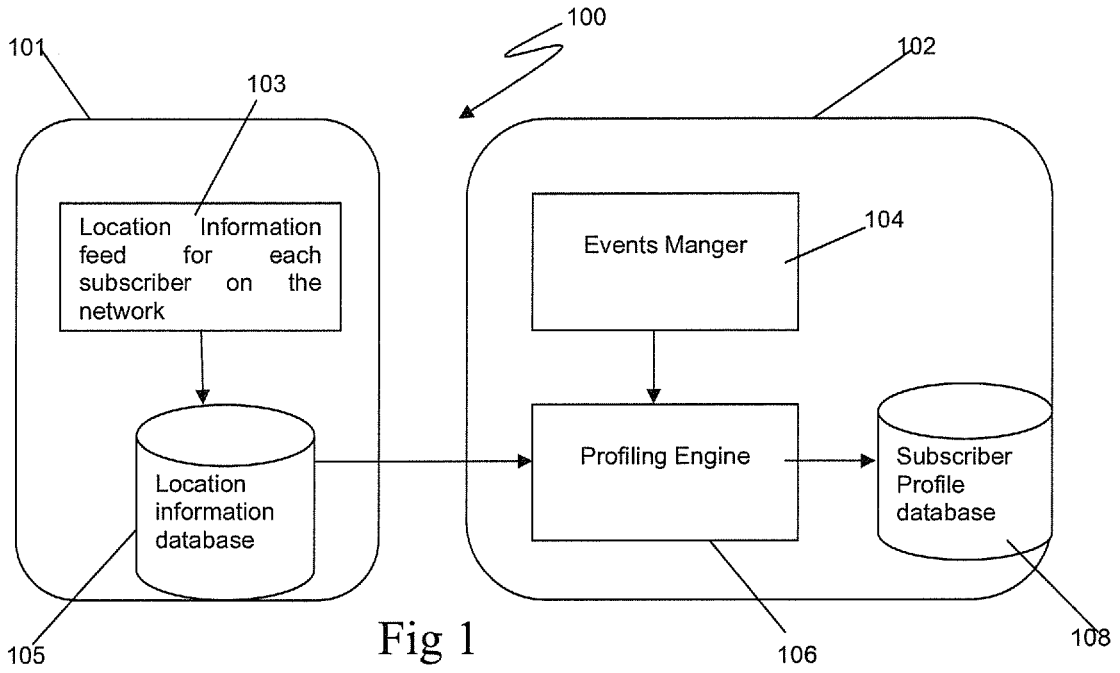 100
101
102
103
Location Information
feed for each
subscriber on the
network
Events Manger
104
Location
information
database
Profiling Engine
Subscriber
Profile
database
105
Fig 1
106
108